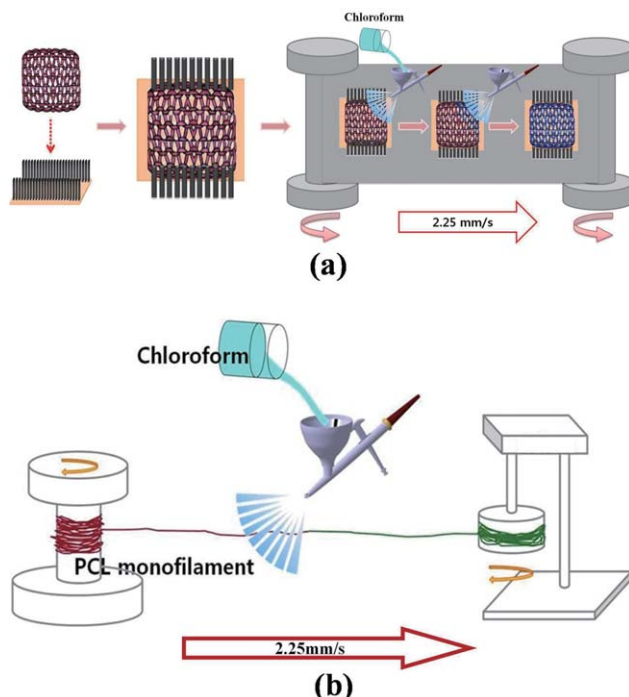 Chloroform
2.25 mm/s
(a)
Chloroform
PCL monofilament
2.25mm/s
(b)